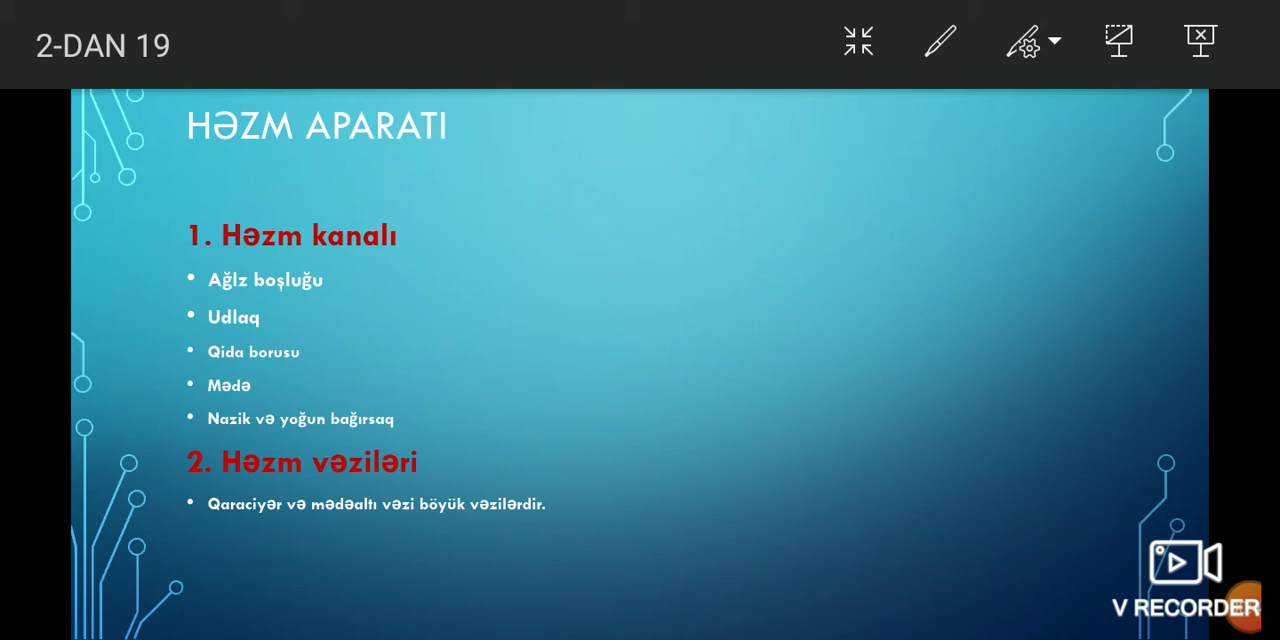 2-DAN 19
HƏZM APARATI
1. Həzm kanalı
• Ağlz boşluğu
• Udlaq
• Qida borusu
• Mədə
• Nazik və yoğun bağırsaq
2. Həzm vəziləri
• Qaraciyər və mədəaltı vəzi böyük vəzilərdir.
V RECORDER